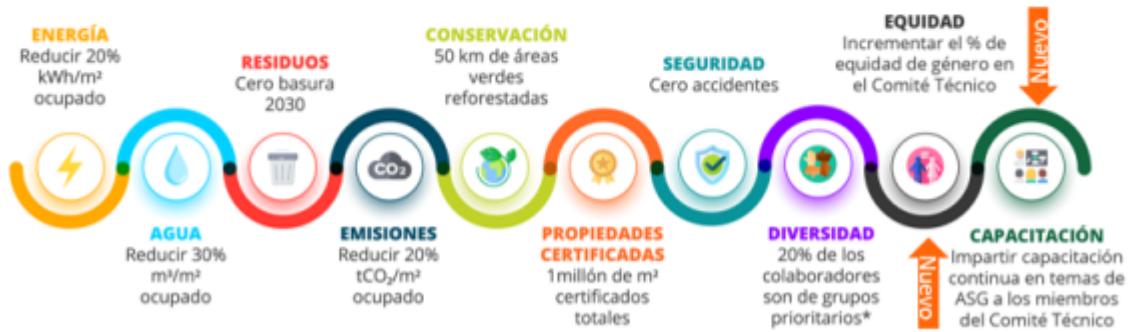 ENERGÍA
Reducir 20%
kWh/m²
ocupado
AGUA
Reducir 30%
m³/m²
ocupado
RESIDUOS
Cero basura
2030
CO₂
EMISIONES
Reducir 20%
tCO₂/m²
ocupado
CONSERVACIÓN
50 km de áreas
verdes
reforestadas
PROPIEDADES
CERTIFICADAS
1millón de m²
certificados
totales
SEGURIDAD
Cero accidentes
DIVERSIDAD
20% de los
colaboradores
son de grupos
prioritarios*
EQUIDAD
Incrementar el % de
equidad de género en
el Comité Técnico
Nuevo
CAPACITACIÓN
Impartir capacitación
continua en temas de
ASG a los miembros
del Comité Técnico
Nuevo